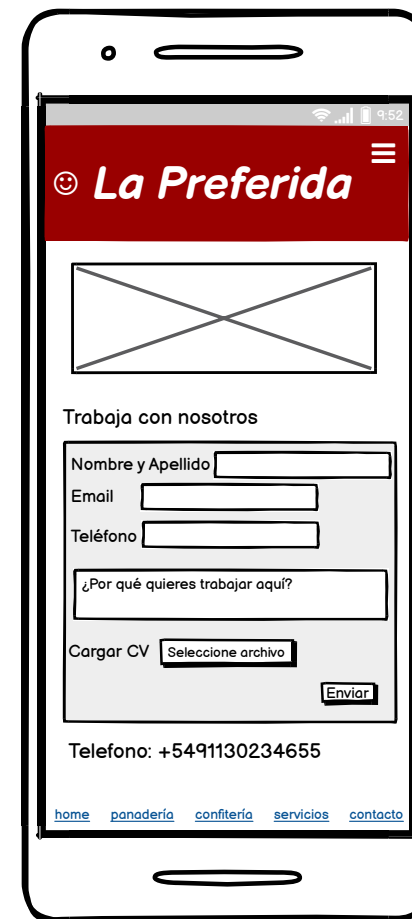 9:52
La Preferida
Trabaja con nosotros
Nombre y Apellido
Email
Teléfono
¿Por qué quieres trabajar aquí?
Cargar CV Seleccione archivo
Enviar
Telefono: +5491130234655
home panadería confitería servicios contacto